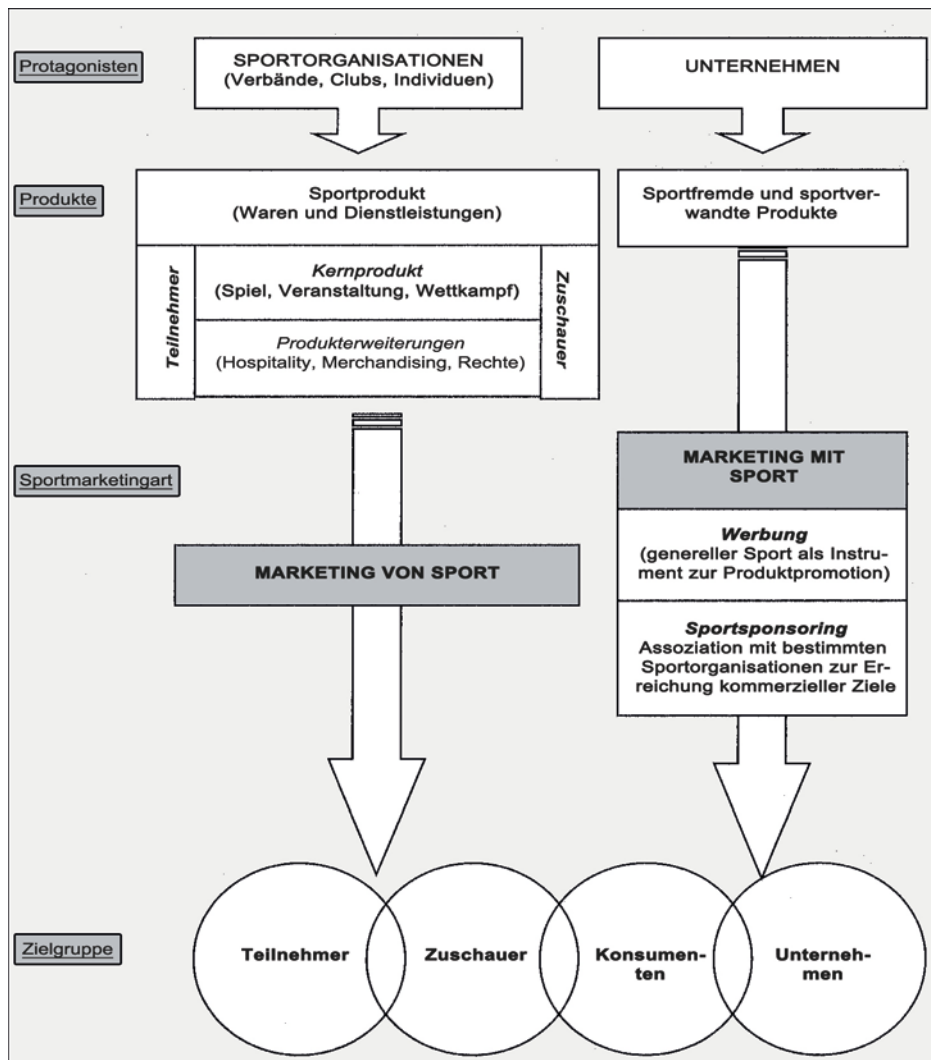 Protagonisten
SPORTORGANISATIONEN
(Verbände, Clubs, Individuen)
UNTERNEHMEN
Produkte
Sportprodukt
(Waren und Dienstleistungen)
Sportfremde und sportver-
wandte Produkte
Teilnehmer
Kernprodukt
(Spiel, Veranstaltung, Wettkampf)
Produkterweiterungen
(Hospitality, Merchandising, Rechte)
Zuschauer
Sportmarketingart
MARKETING VON SPORT
MARKETING MIT
SPORT
Werbung
(genereller Sport als Instru-
ment zur Produktpromotion)
Sportsponsoring
Assoziation mit bestimmten
Sportorganisationen zur Er-
reichung kommerzieller Ziele
Zielgruppe
Teilnehmer
Zuschauer
Konsumen-
ten
Unterneh-
men